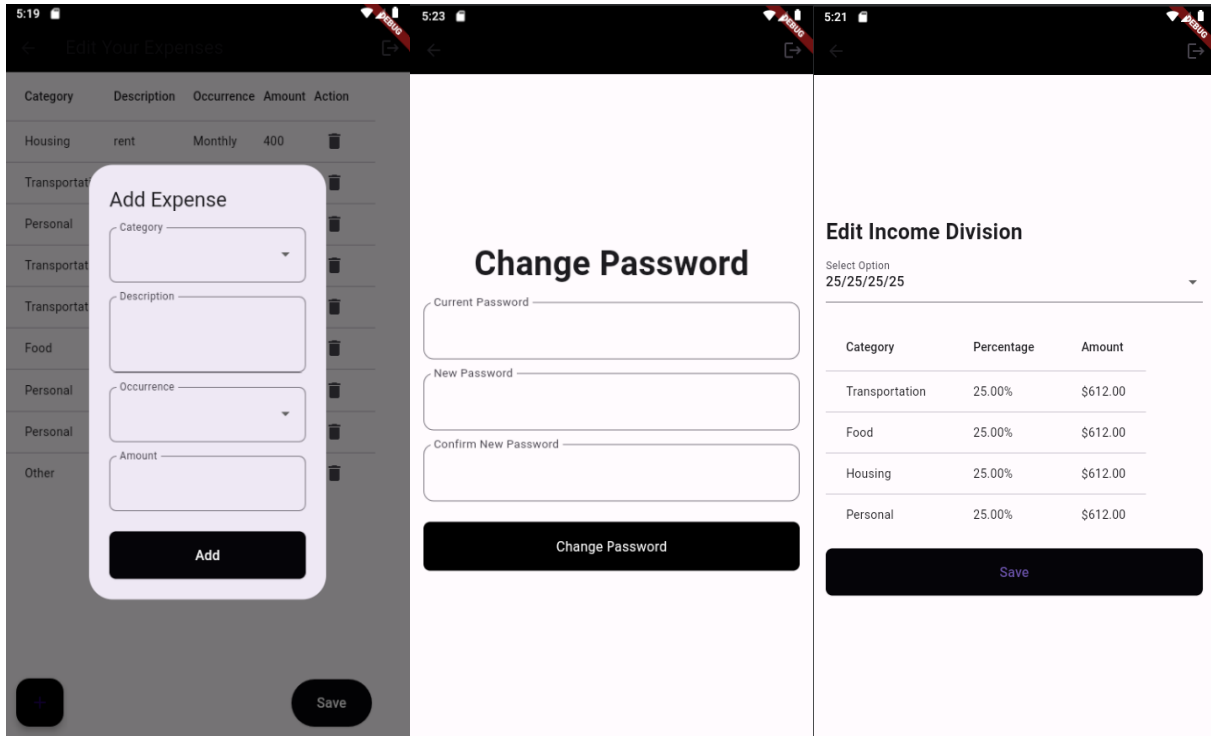 5:19
DEBUG
Edit Your Expenses
Category Description Occurrence Amount Action
Housing rent Monthly 400
Transportat
Personal
Transportat
Transportat
Food
Personal
Personal
Other
Add Expense
Category
Description
Occurrence
Amount
Add
+
Save
5:23
DEBUG
Change Password
Current Password
New Password
Confirm New Password
Change Password
5:21
DEBUG
Edit Income Division
Select Option
25/25/25/25
Category Percentage Amount
Transportation 25.00% $612.00
Food 25.00% $612.00
Housing 25.00% $612.00
Personal 25.00% $612.00
Save